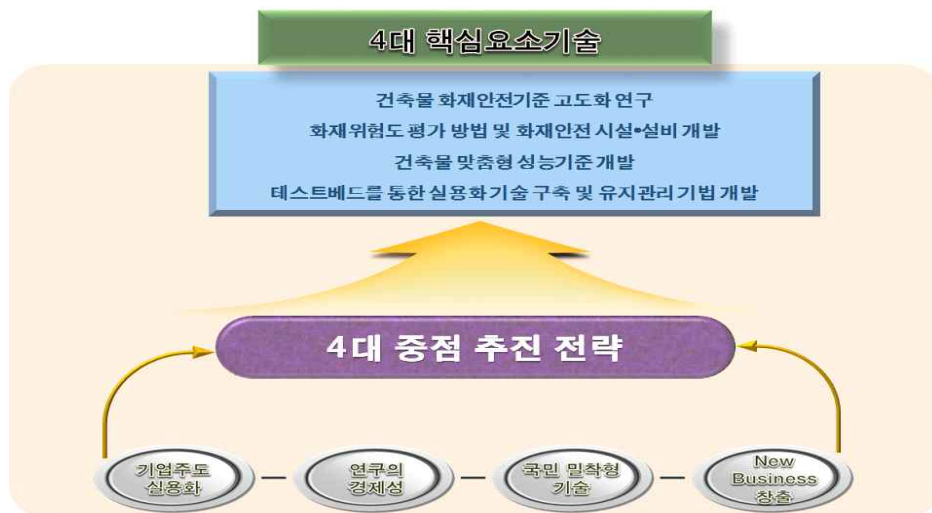 4대 핵심요소기술
건축물 화재안전기준 고도화 연구
화재위험도 평가 방법 및 화재안전 시설•설비 개발
건축물 맞춤형 성능기준 개발
테스트베드를 통한 실용화 기술 구축 및 유지관리 기법 개발
4대 중점 추진 전략
기업주도
실용화
연구의
경제성
국민 밀착형
기술
New
Business
창출